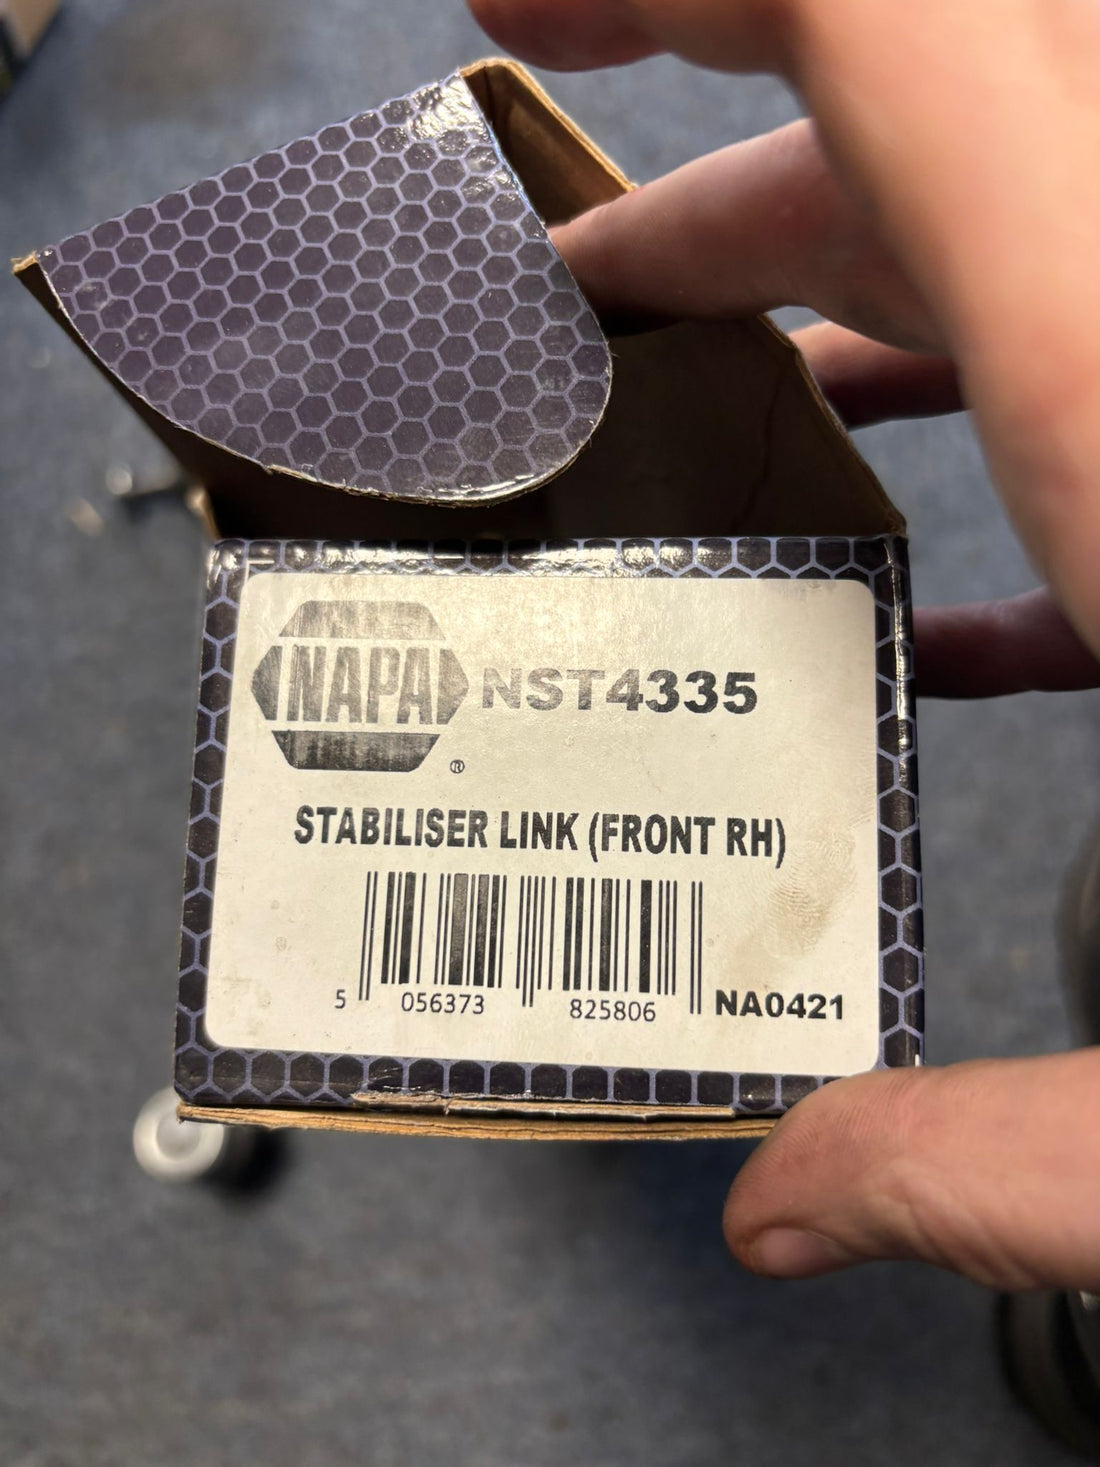 NAPA NST4335
®
STABILISER LINK (FRONT RH)
5 056373 825806 NA0421